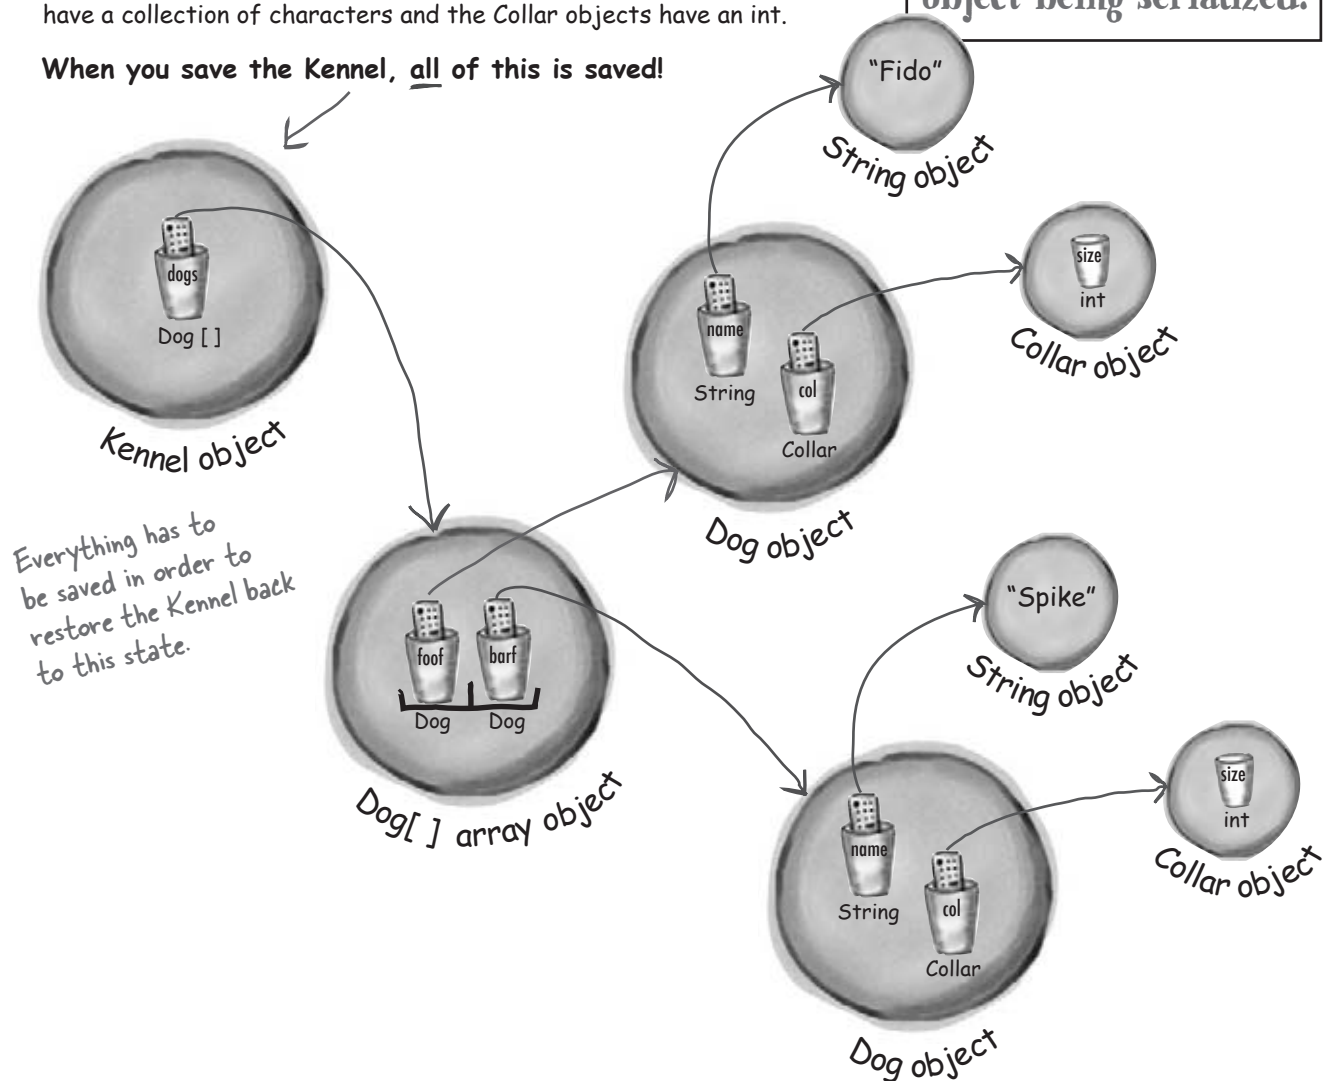 have a collection of characters and the Collar objects have an int.
object being serialized.
When you save the Kennel, all of this is saved!
"Fido"
String object
dogs
Dog [ ]
Kennel object
name
String
col
Collar
Dog object
size
int
Collar object
Everything has to
be saved in order to
restore the Kennel back
to this state.
foof
barf
Dog
Dog
Dog[ ] array object
"Spike"
String object
name
String
col
Collar
Dog object
size
int
Collar object